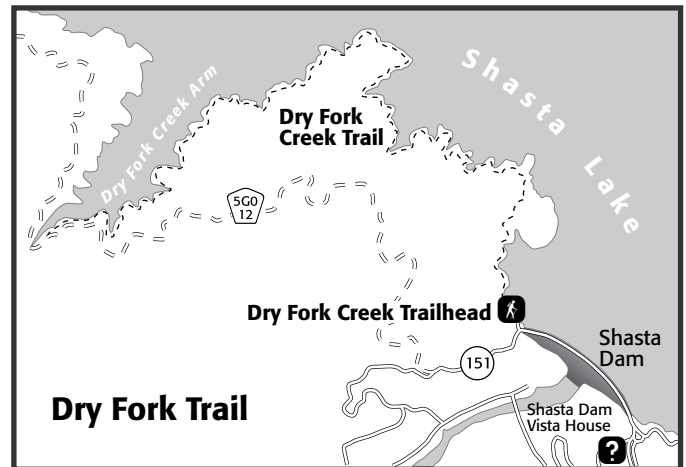 Shasta Lake
Dry Fork Creek Arm
Dry Fork
Creek Trail
5G0
12
Dry Fork Creek Trailhead
151
Shasta
Dam
Dry Fork Trail
Shasta Dam
Vista House
?